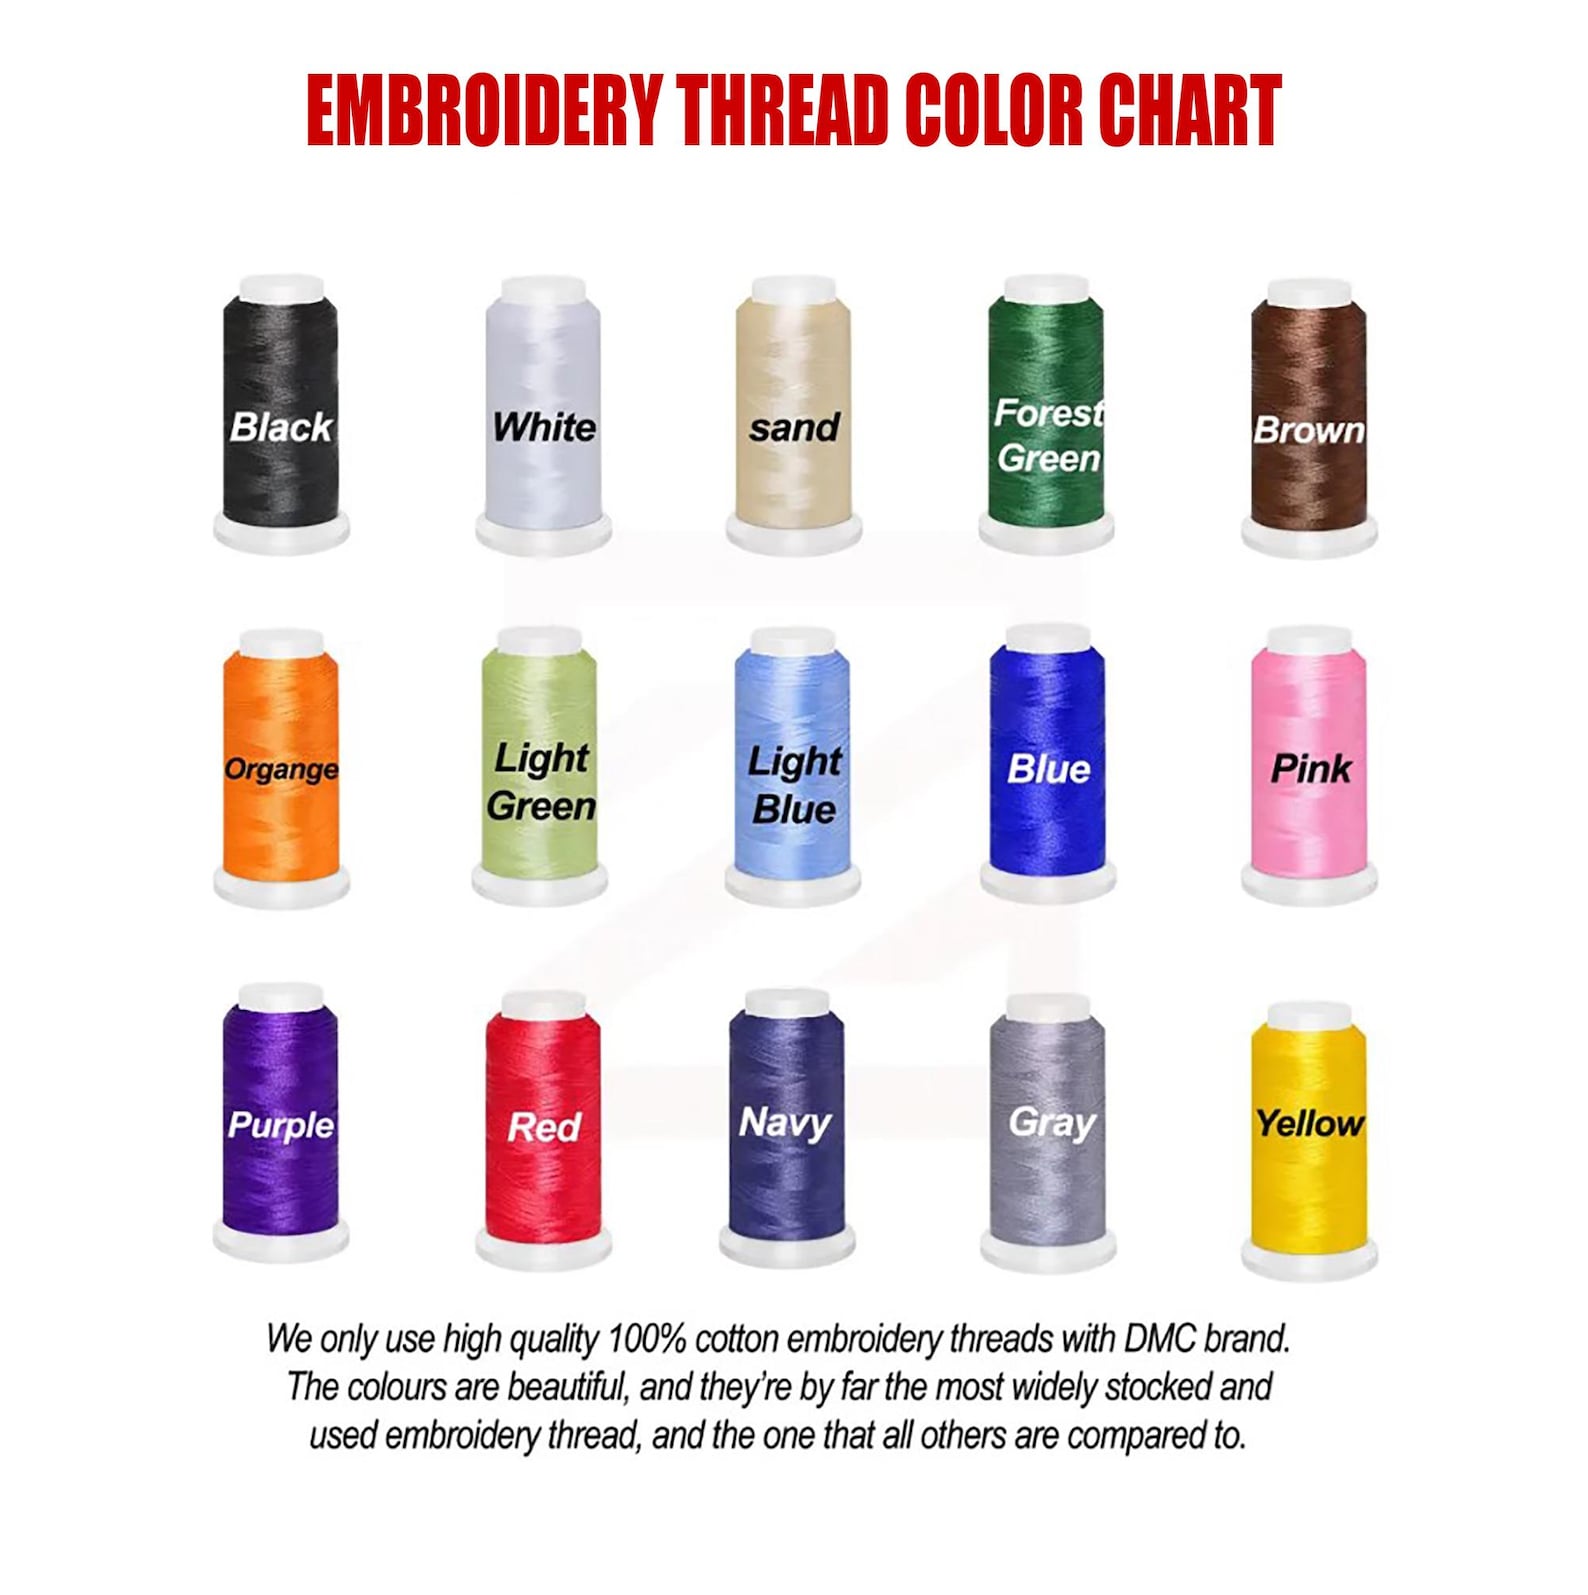 EMBROIDERY THREAD COLOR CHART
Black
White
sand
Forest
Green
Brown
Organge
Light
Green
Light
Blue
Blue
Pink
Purple
Red
Navy
Gray
Yellow
We only use high quality 100% cotton embroidery threads with DMC brand.
The colours are beautiful, and they're by far the most widely stocked and
used embroidery thread, and the one that all others are compared to.